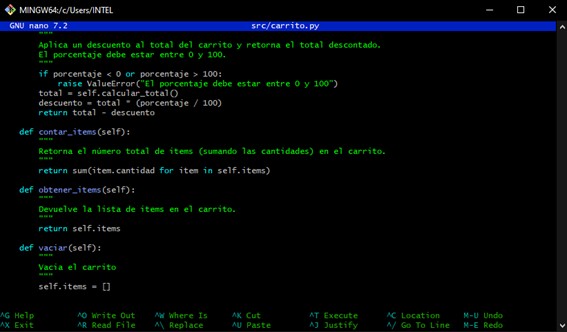 MINGW64:/c/Users/INTEL
GNU nano 7.2 src/carrito.py
"""
Aplica un descuento al total del carrito y retorna el total descontado.
El porcentaje debe estar entre 0 y 100.
"""
if porcentaje < 0 or porcentaje > 100:
raise ValueError("El porcentaje debe estar entre 0 y 100")
total = self.calcular_total()
descuento = total * (porcentaje / 100)
return total - descuento
def contar_items(self):
"""
Retorna el número total de items (sumando las cantidades) en el carrito.
"""
return sum(item.cantidad for item in self.items)
def obtener_items(self):
"""
Devuelve la lista de items en el carrito.
"""
return self.items
def vaciar(self):
"""
Vacia el carrito
"""
self.items = []
^G Help ^O Write Out ^W Where Is ^K Cut ^T Execute ^C Location M-U Undo
^X Exit ^R Read File ^\ Replace ^U Paste ^J Justify ^/ Go To Line M-E Redo